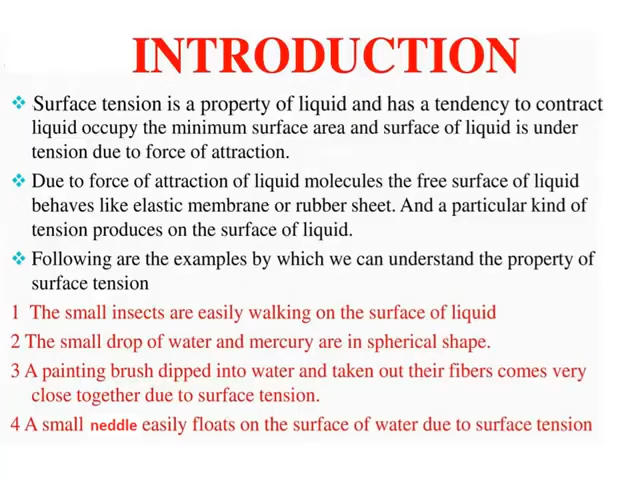 INTRODUCTION
❖ Surface tension is a property of liquid and has a tendency to contract
liquid occupy the minimum surface area and surface of liquid is under
tension due to force of attraction.
❖ Due to force of attraction of liquid molecules the free surface of liquid
behaves like elastic membrane or rubber sheet. And a particular kind of
tension produces on the surface of liquid.
❖ Following are the examples by which we can understand the property of
surface tension
1 The small insects are easily walking on the surface of liquid
2 The small drop of water and mercury are in spherical shape.
3 A painting brush dipped into water and taken out their fibers comes very
close together due to surface tension.
4 A small neddle easily floats on the surface of water due to surface tension